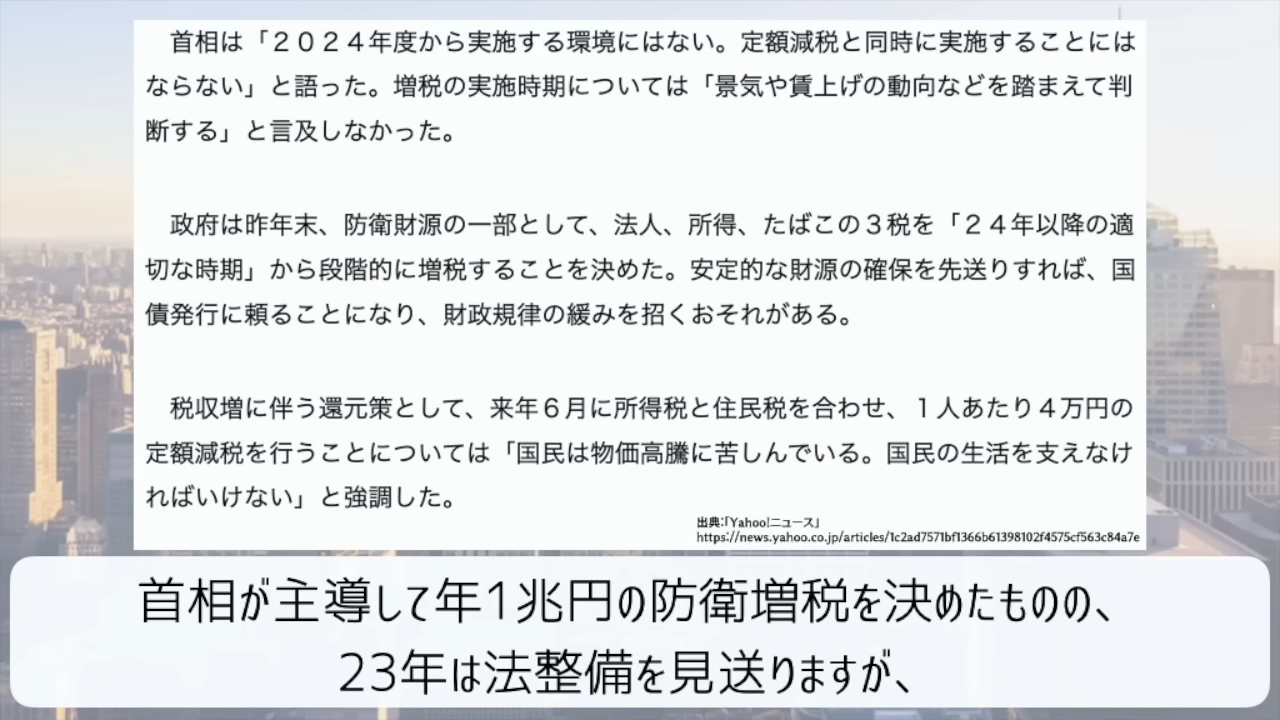 首相は「２０２４年度から実施する環境にはない。定額減税と同時に実施することには
ならない」と語った。増税の実施時期については「景気や賃上げの動向などを踏まえて判
断する」と言及しなかった。
政府は昨年末、防衛財源の一部として、法人、所得、たばこの３税を「２４年以降の適
切な時期」から段階的に増税することを決めた。安定的な財源の確保を先送りすれば、国
債発行に頼ることになり、財政規律の緩みを招くおそれがある。
税収増に伴う還元策として、来年６月に所得税と住民税を合わせ、１人あたり４万円の
定額減税を行うことについては「国民は物価高騰に苦しんでいる。国民の生活を支えなけ
ればいけない」と強調した。
出典:「Yahoo!ニュース」
https://news.yahoo.co.jp/articles/1c2ad7571bf1366b61398102f4575cf563c84a7e
首相が主導して年1兆円の防衛増税を決めたものの、
23年は法整備を見送りますが、